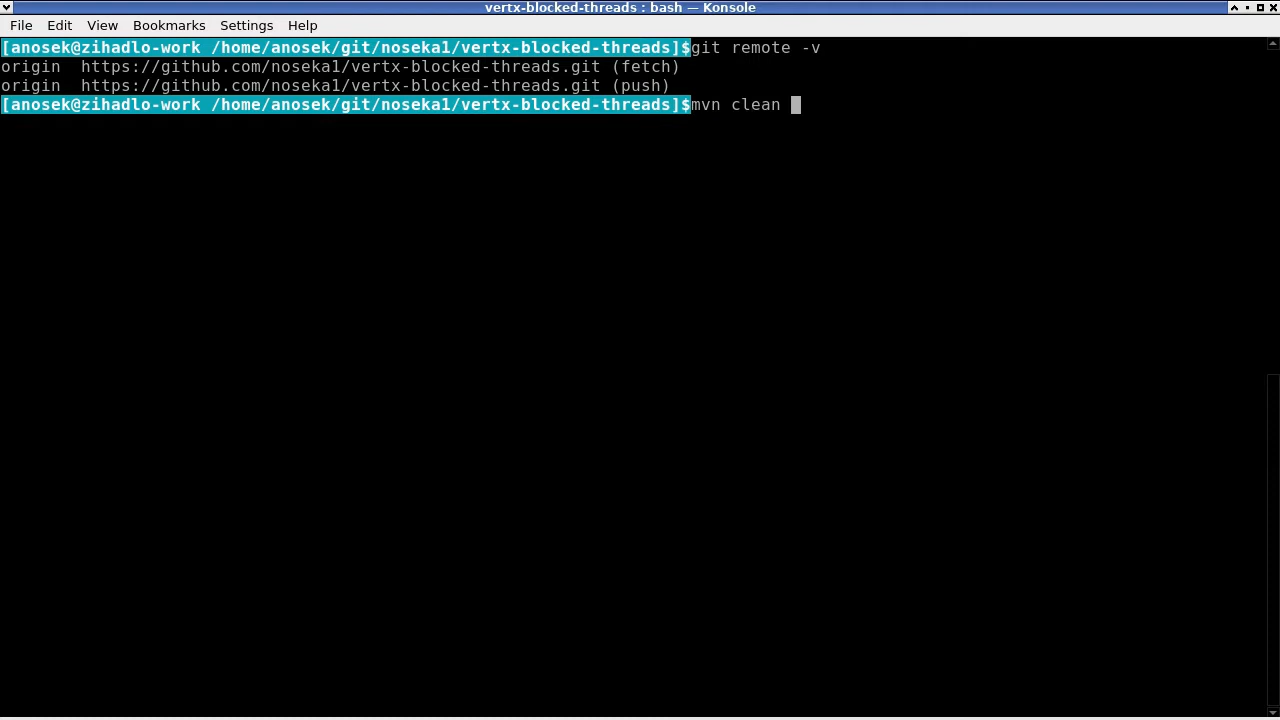 vertx-blocked-threads : bash — Konsole
File Edit View Bookmarks Settings Help
[anosek@zihadlo-work /home/anosek/git/noseka1/vertx-blocked-threads]$git remote -v
origin  https://github.com/noseka1/vertx-blocked-threads.git (fetch)
origin  https://github.com/noseka1/vertx-blocked-threads.git (push)
[anosek@zihadlo-work /home/anosek/git/noseka1/vertx-blocked-threads]$mvn clean